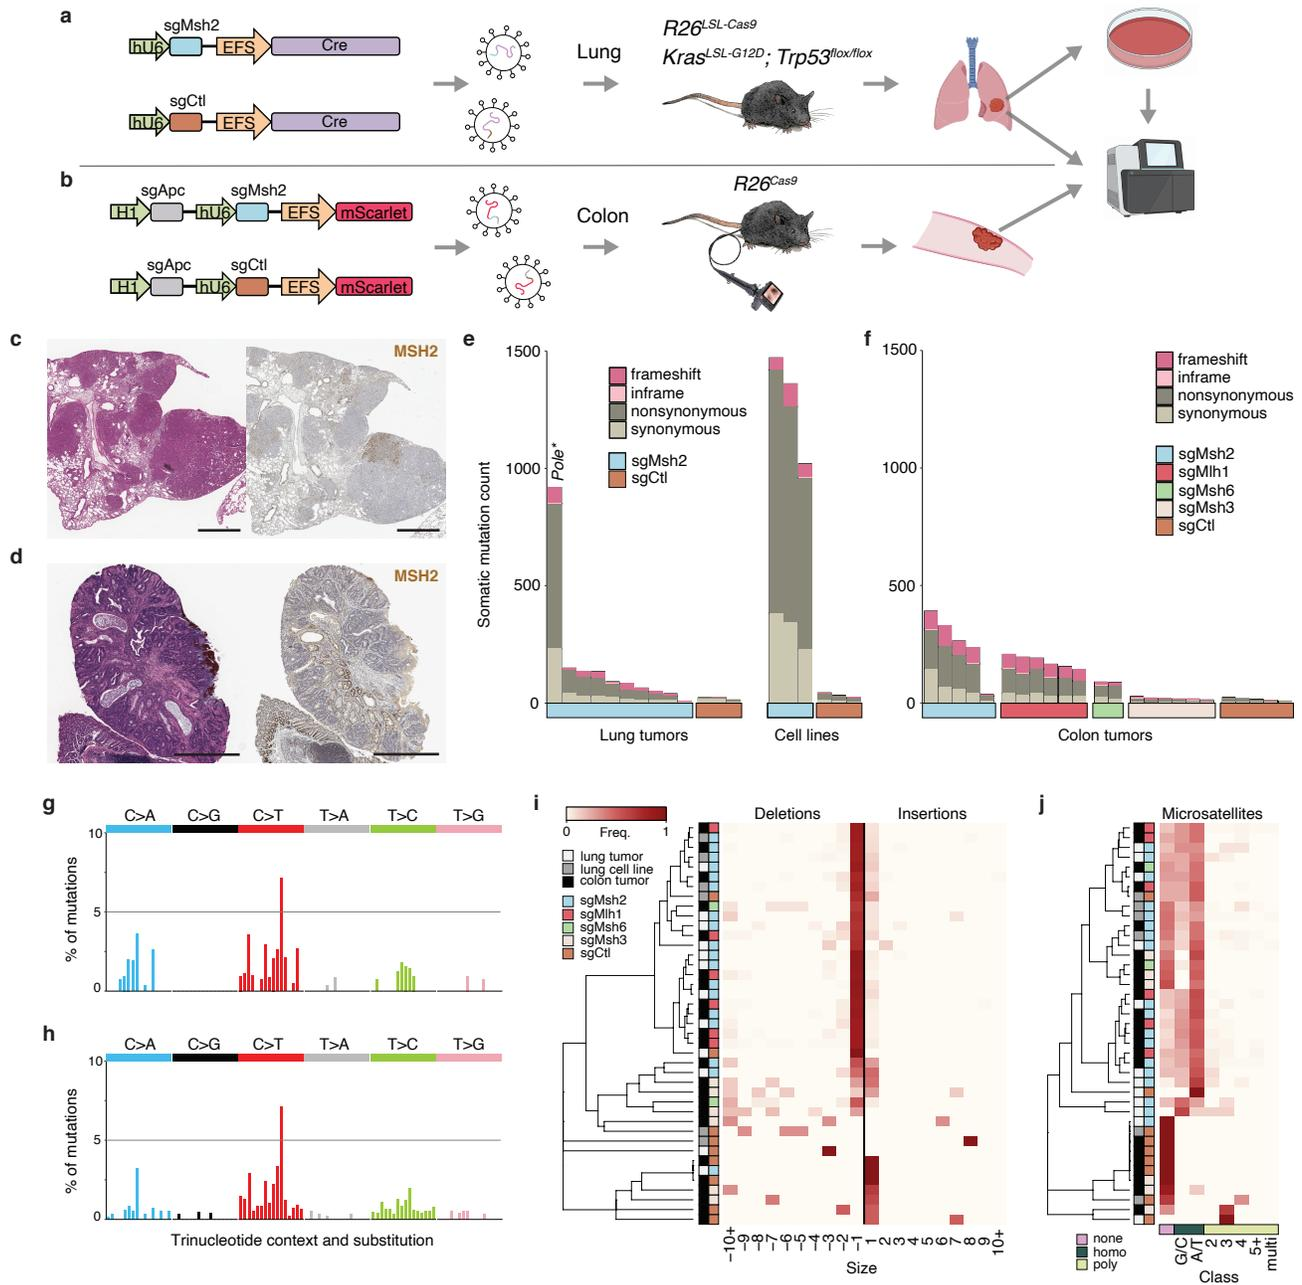 a
sgMsh2
hU6 EFS Cre
sgCtl
hU6 EFS Cre
Lung
R26LSL-Cas9
KrasLSL-G12D; Trp53flox/flox
b
sgApc sgMsh2
H1 hU6 EFS mScarlet
sgApc sgCtl
H1 hU6 EFS mScarlet
Colon
R26Cas9
c
MSH2
d
MSH2
e
Somatic mutation count
1500
1000
500
0
Pole*
frameshift
inframe
nonsynonymous
synonymous
sgMsh2
sgCtl
Lung tumors
Cell lines
f
1500
1000
500
0
frameshift
inframe
nonsynonymous
synonymous
sgMsh2
sgMlh1
sgMsh6
sgMsh3
sgCtl
Colon tumors
g
C>A C>G C>T T>A T>C T>G
% of mutations
10
5
0
h
C>A C>G C>T T>A T>C T>G
% of mutations
10
5
0
Trinucleotide context and substitution
i
0 1
Freq.
lung tumor
lung cell line
colon tumor
sgMsh2
sgMlh1
sgMsh6
sgMsh3
sgCtl
Deletions Insertions
−10+ −9 −8 −7 −6 −5 −4 −3 −2 −1 1 2 3 4 5 6 7 8 9 10+
Size
j
Microsatellites
none
homo
poly
G/C A/T 2 3 4 5+ multi
Class